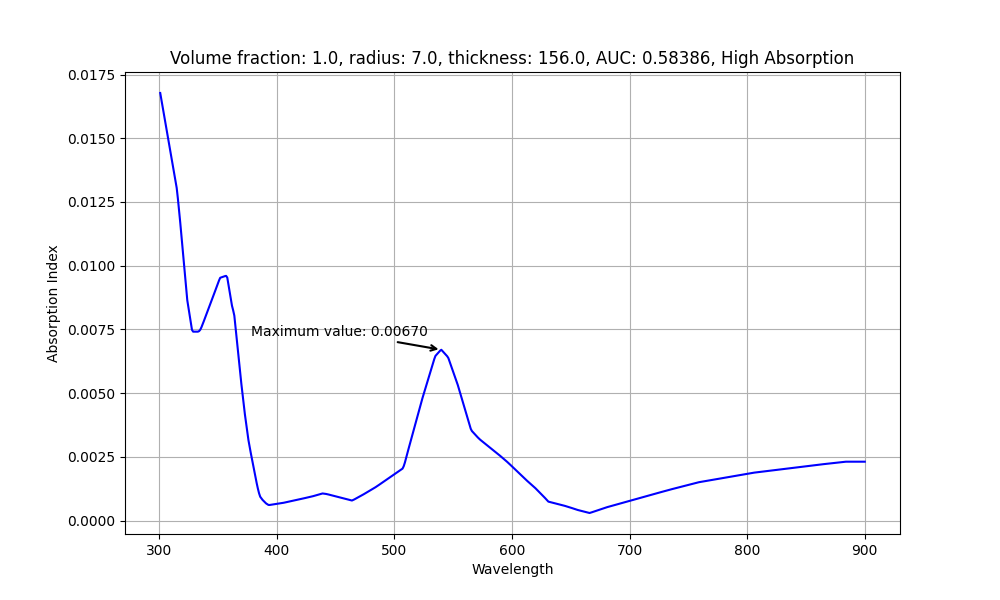 Volume fraction: 1.0, radius: 7.0, thickness: 156.0, AUC: 0.58386, High Absorption
0.0175
0.0150
0.0125
0.0100
0.0075
0.0050
0.0025
0.0000
Absorption Index
Maximum value: 0.00670
300 400 500 600 700 800 900
Wavelength